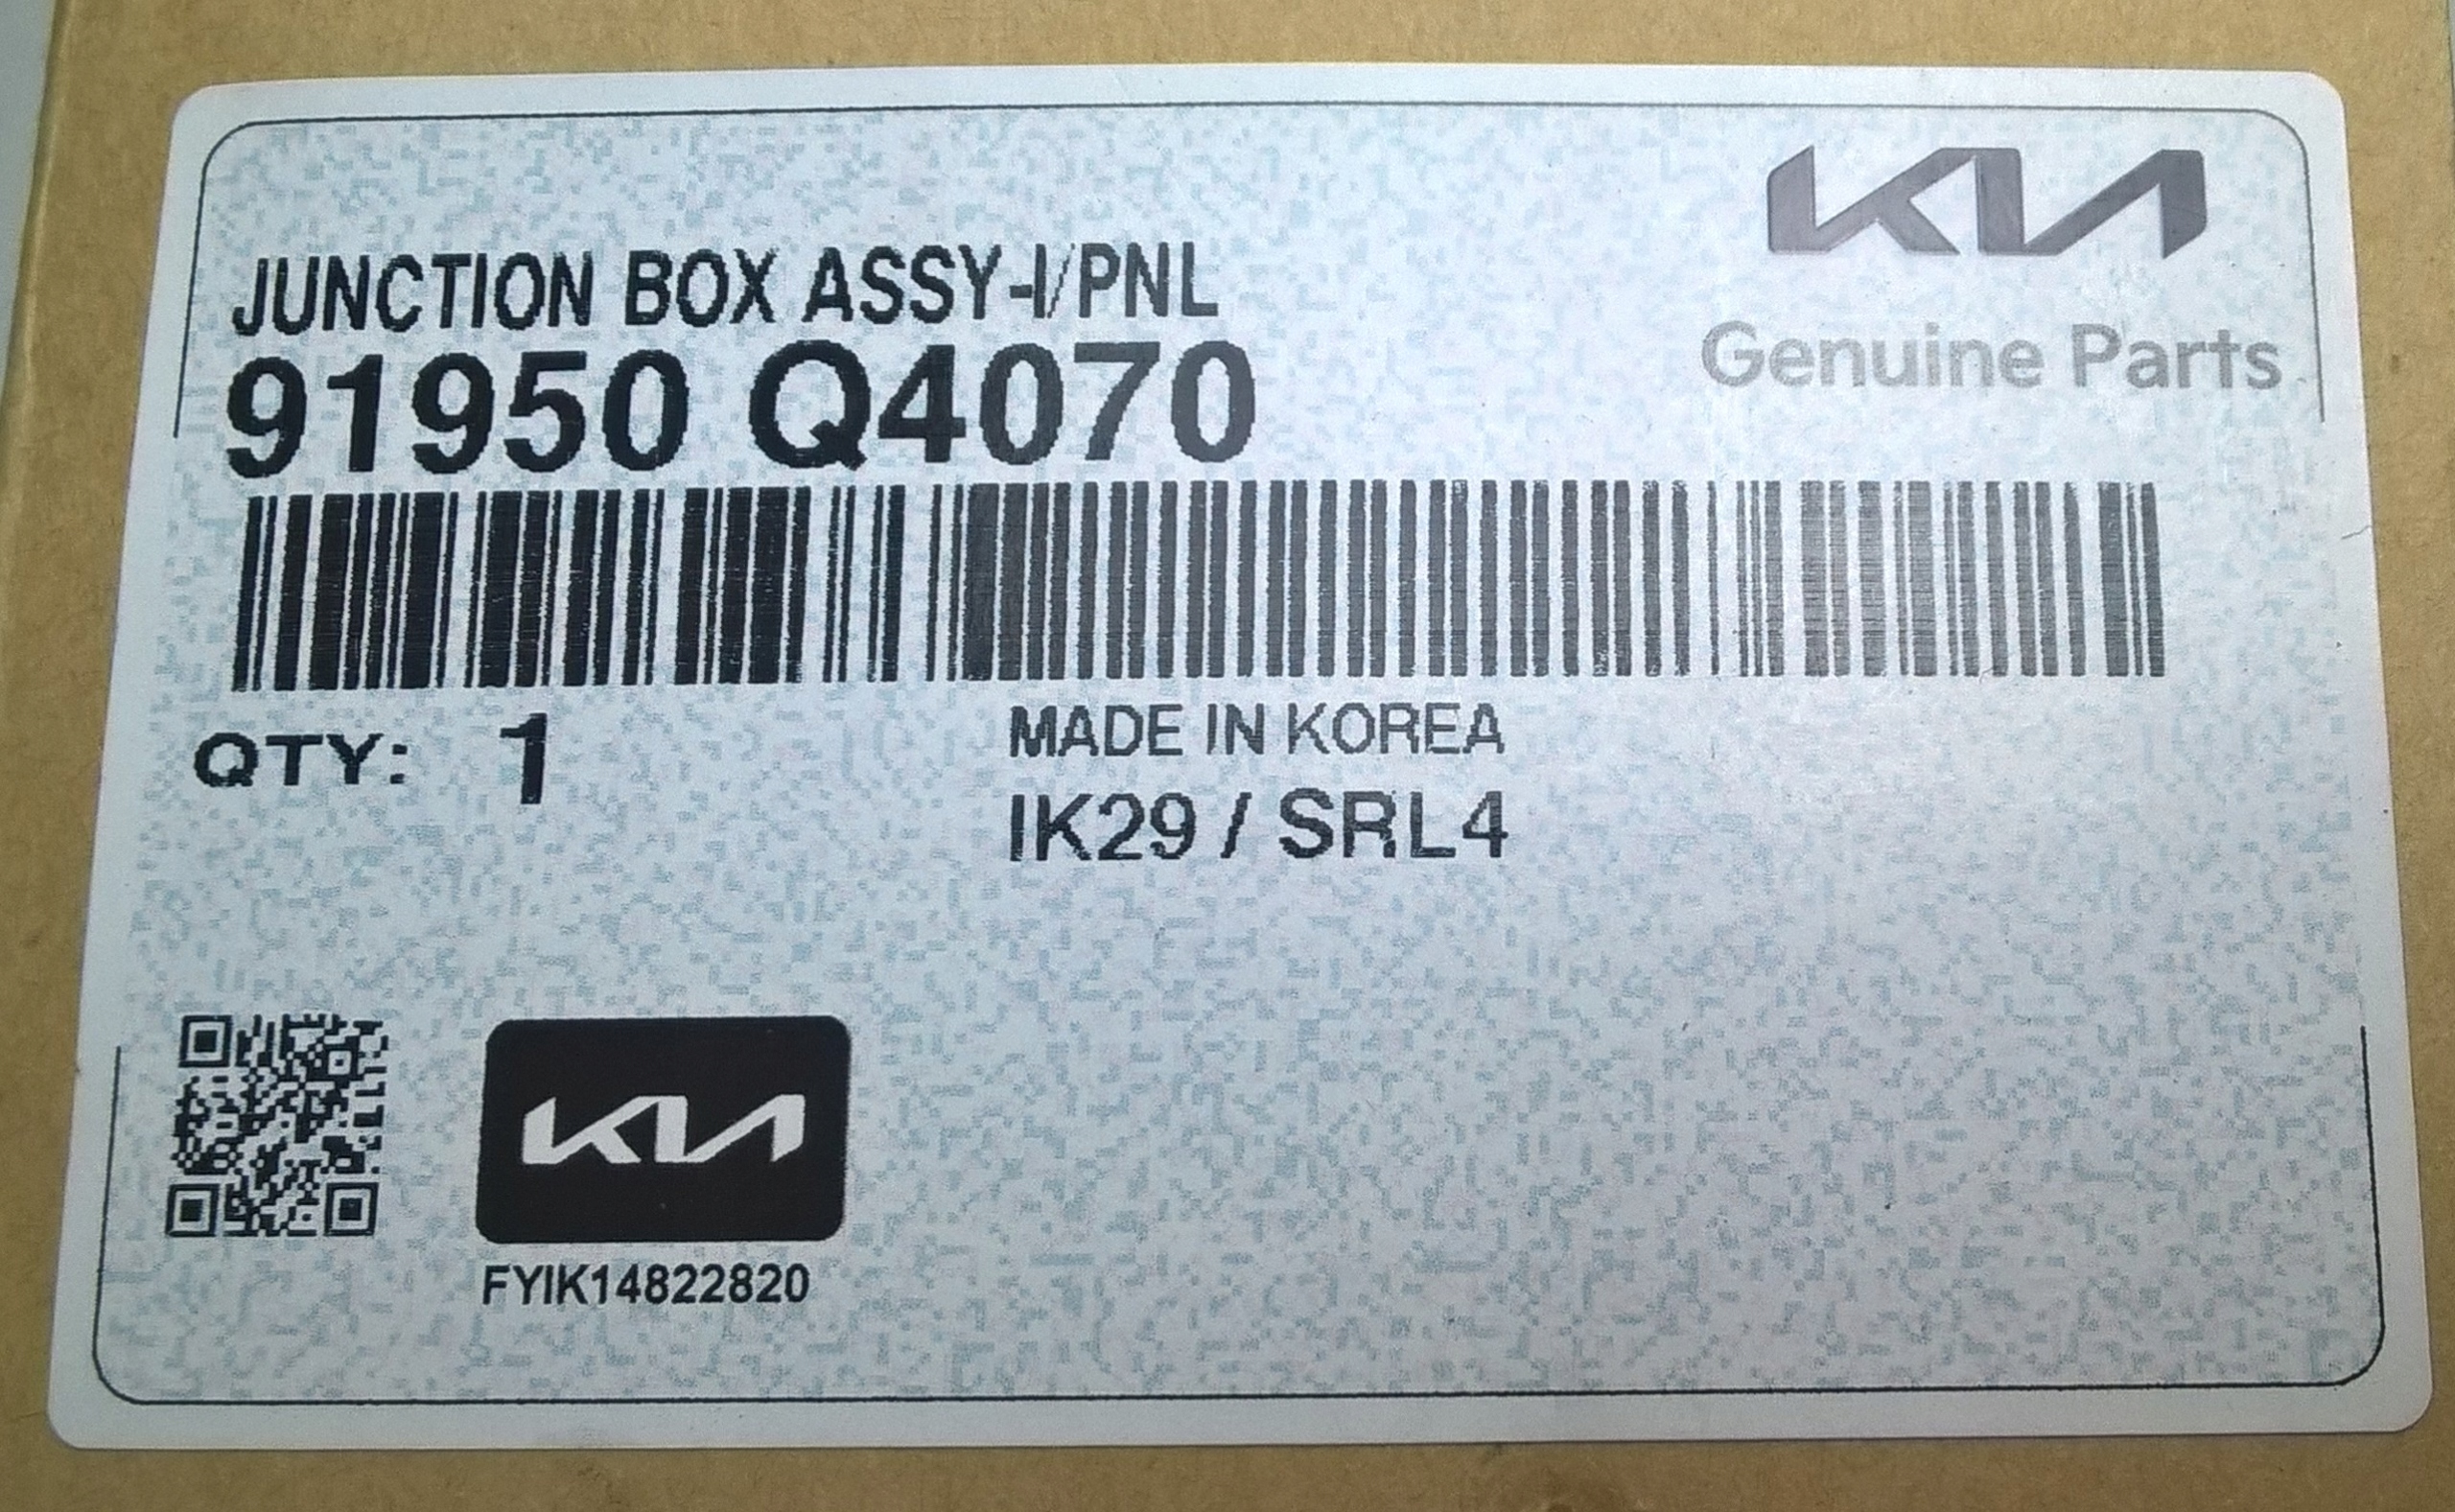 KIA
Genuine Parts
JUNCTION BOX ASSY-I/PNL
91950 Q4070
QTY: 1
MADE IN KOREA
IK29 / SRL4
KIA
FYIK14822820